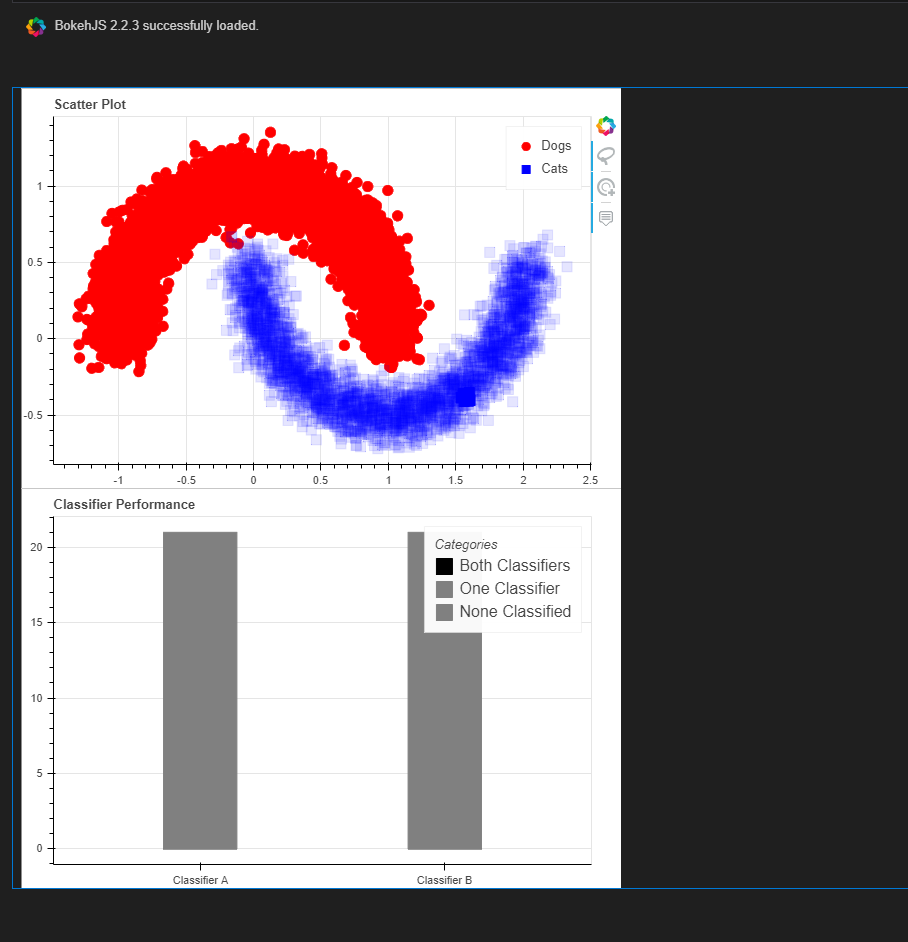 BokehJS 2.2.3 successfully loaded.
Scatter Plot
Dogs
Cats
1
0.5
0
-0.5
-1 -0.5 0 0.5 1 1.5 2 2.5
Classifier Performance
Categories
Both Classifiers
One Classifier
None Classified
20
15
10
5
0
Classifier A Classifier B